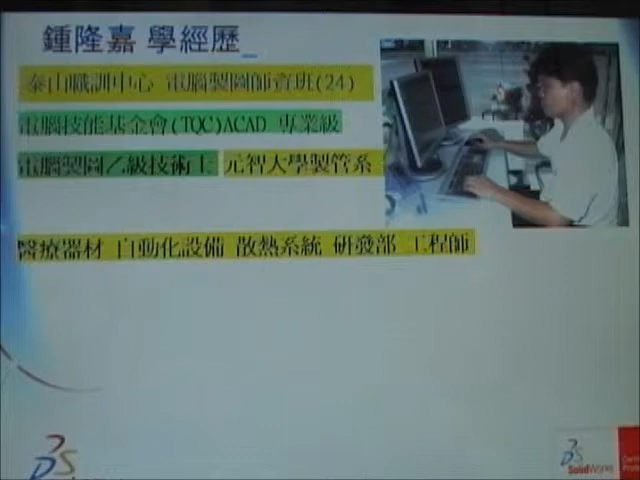 鍾隆嘉 學經歷_
泰山職訓中心 電腦製圖師資班(24)
電腦技能基金會(TQC)ACAD 專業級
電腦製圖乙級技術士 元智大學製管系
醫療器材 自動化設備 散熱系統 研發部 工程師
SolidWorks